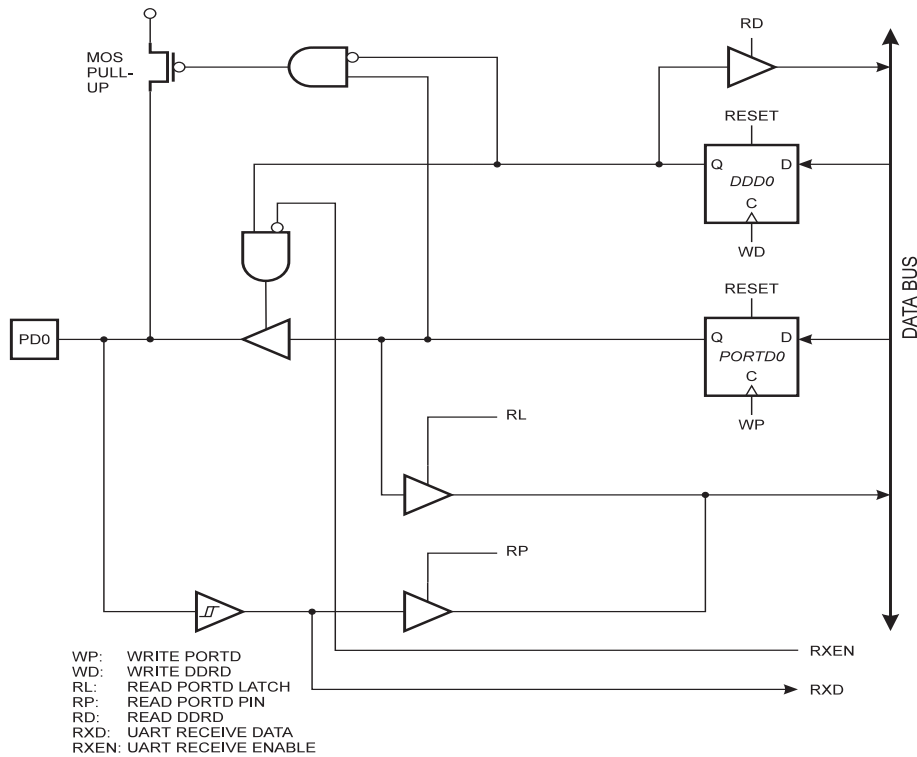 RD
MOS
PULL-
UP
RESET
Q D
DDD0
C
WD
DATA BUS
RESET
PD0
Q D
PORTD0
C
WP
RL
RP
WP: WRITE PORTD
WD: WRITE DDRD
RL: READ PORTD LATCH
RP: READ PORTD PIN
RD: READ DDRD
RXD: UART RECEIVE DATA
RXEN: UART RECEIVE ENABLE
RXEN
RXD